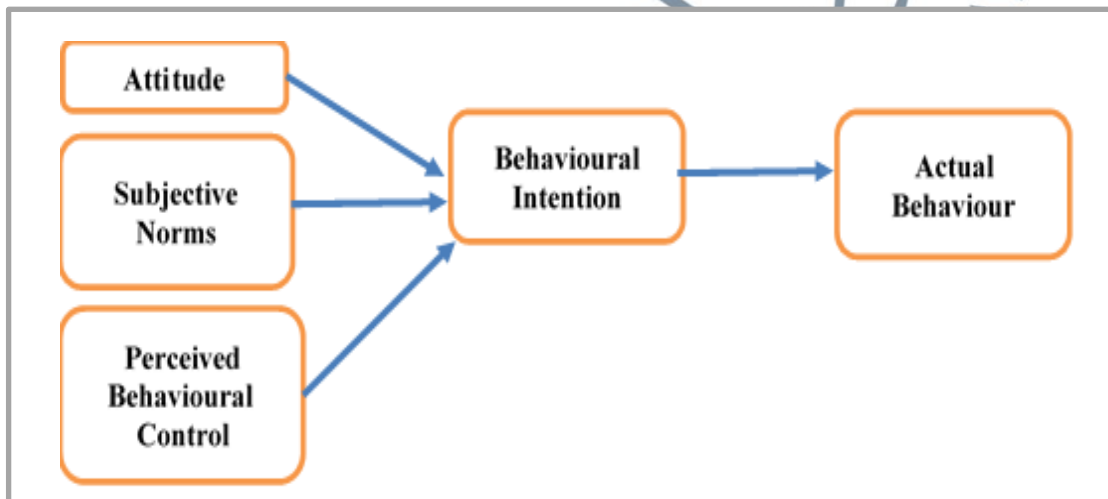 Attitude
Subjective
Norms
Perceived
Behavioural
Control
Behavioural
Intention
Actual
Behaviour